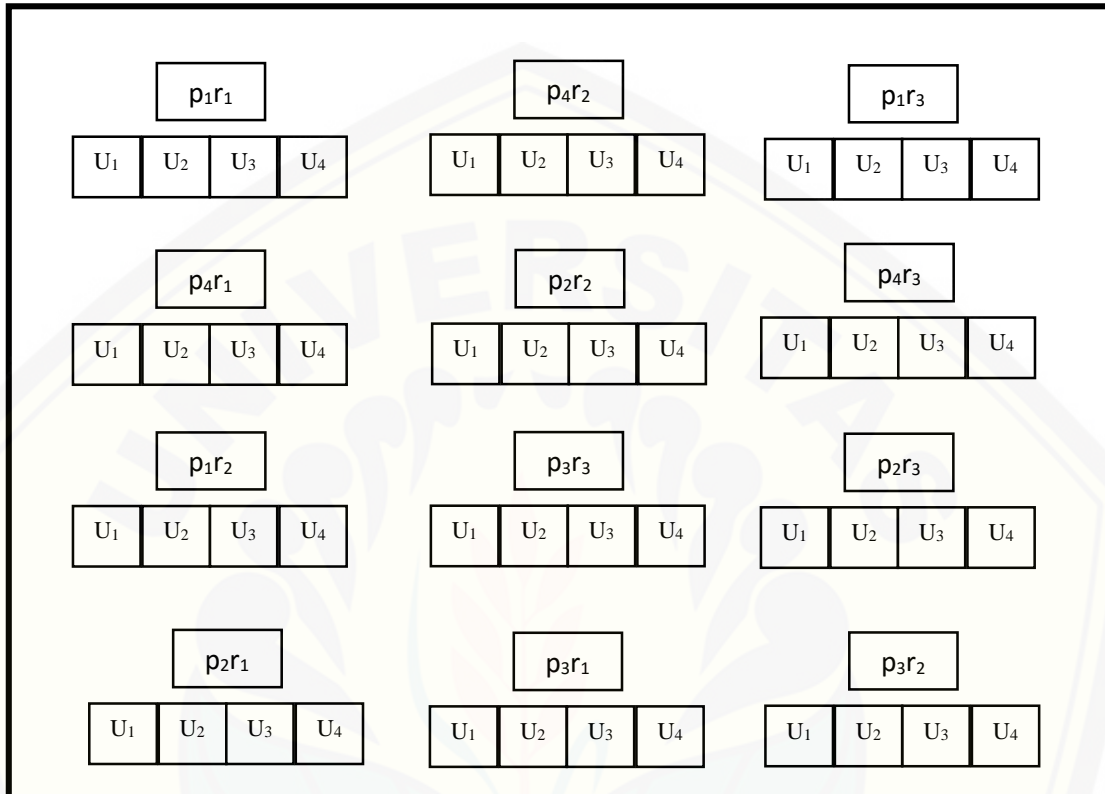 p₁r₁ p₄r₂ p₁r₃
U₁ U₂ U₃ U₄ U₁ U₂ U₃ U₄ U₁ U₂ U₃ U₄
p₄r₁ p₂r₂ p₄r₃
U₁ U₂ U₃ U₄ U₁ U₂ U₃ U₄ U₁ U₂ U₃ U₄
p₁r₂ p₃r₃ p₂r₃
U₁ U₂ U₃ U₄ U₁ U₂ U₃ U₄ U₁ U₂ U₃ U₄
p₂r₁ p₃r₁ p₃r₂
U₁ U₂ U₃ U₄ U₁ U₂ U₃ U₄ U₁ U₂ U₃ U₄
UNIVERSITAS